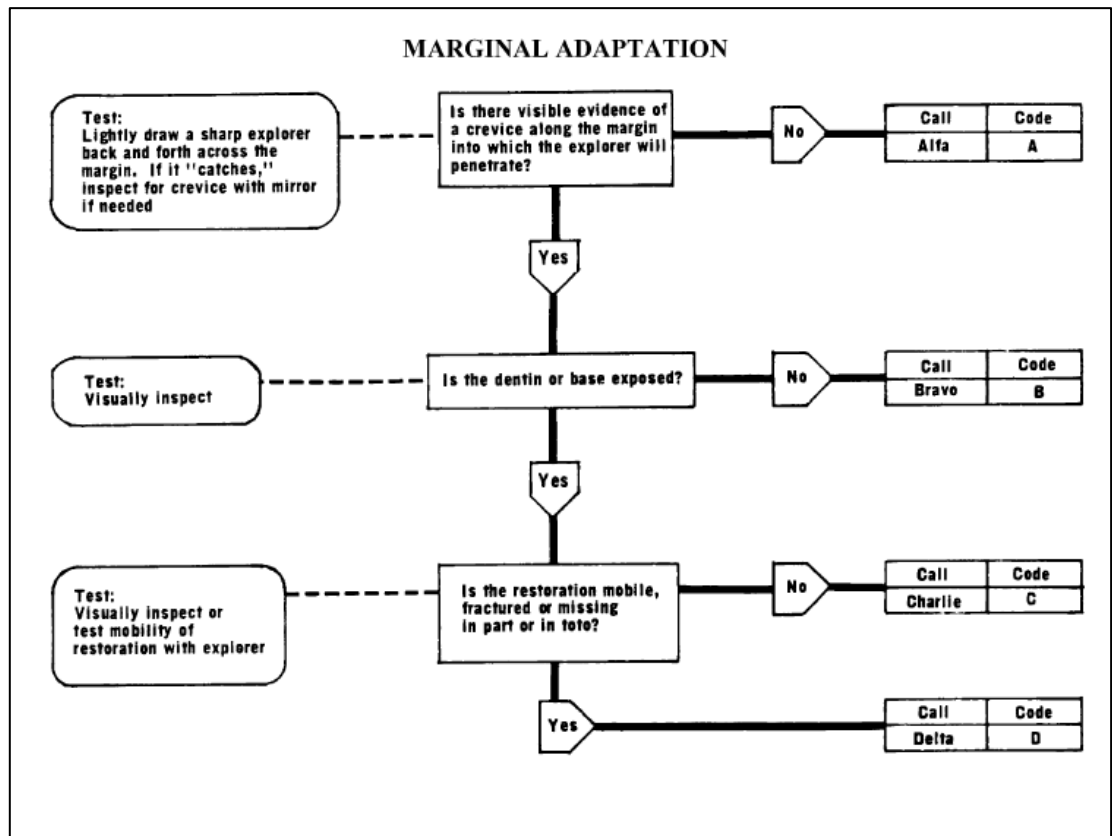 MARGINAL ADAPTATION
Test:
Lightly draw a sharp explorer
back and forth across the
margin. If it "catches,"
inspect for crevice with mirror
if needed
Is there visible evidence of
a crevice along the margin
into which the explorer will
penetrate?
No
Call Code
Alfa A
Yes
Test:
Visually inspect
Is the dentin or base exposed?
No
Call Code
Bravo B
Yes
Test:
Visually inspect or
test mobility of
restoration with explorer
Is the restoration mobile,
fractured or missing
in part or in toto?
No
Call Code
Charlie C
Yes
Call Code
Delta D